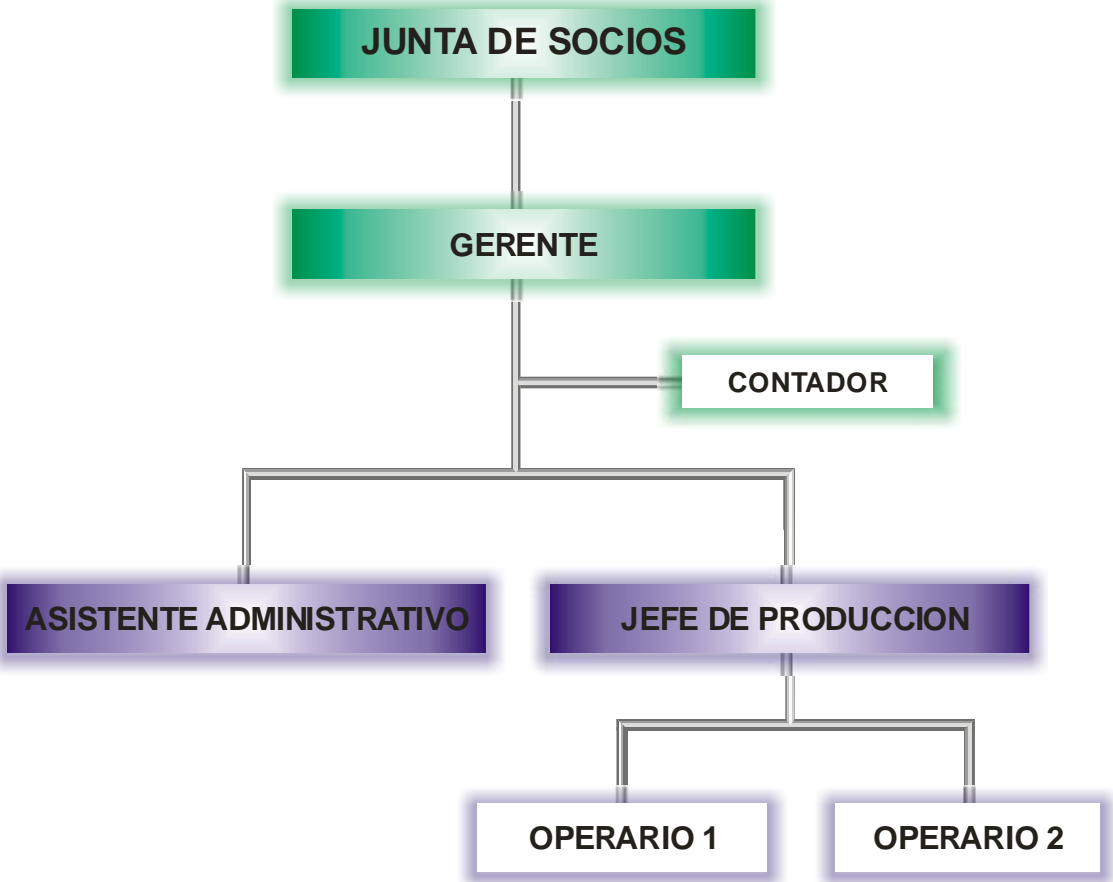 JUNTA DE SOCIOS
GERENTE
CONTADOR
ASISTENTE ADMINISTRATIVO
JEFE DE PRODUCCION
OPERARIO 1
OPERARIO 2